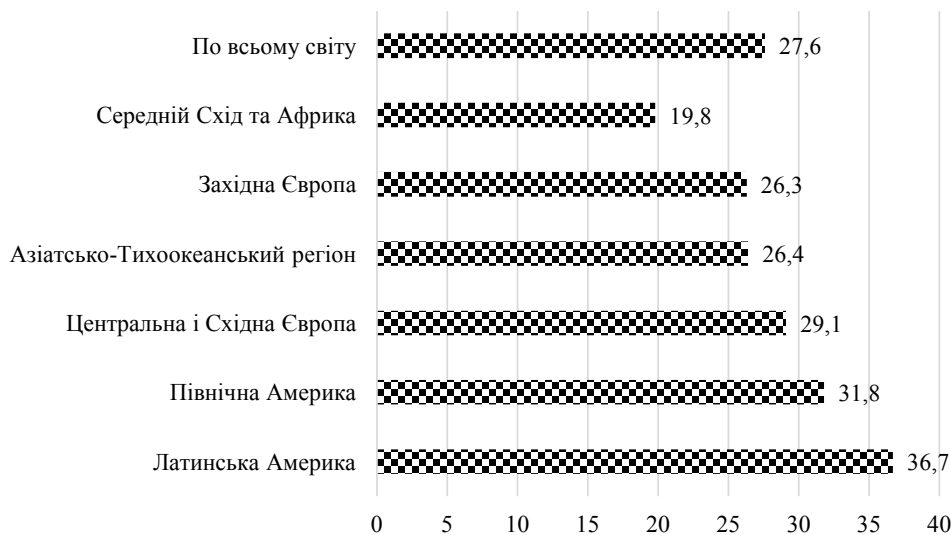 По всьому світу 27,6
Середній Схід та Африка 19,8
Західна Європа 26,3
Азіатсько-Тихоокеанський регіон 26,4
Центральна і Східна Європа 29,1
Північна Америка 31,8
Латинська Америка 36,7
0 5 10 15 20 25 30 35 40